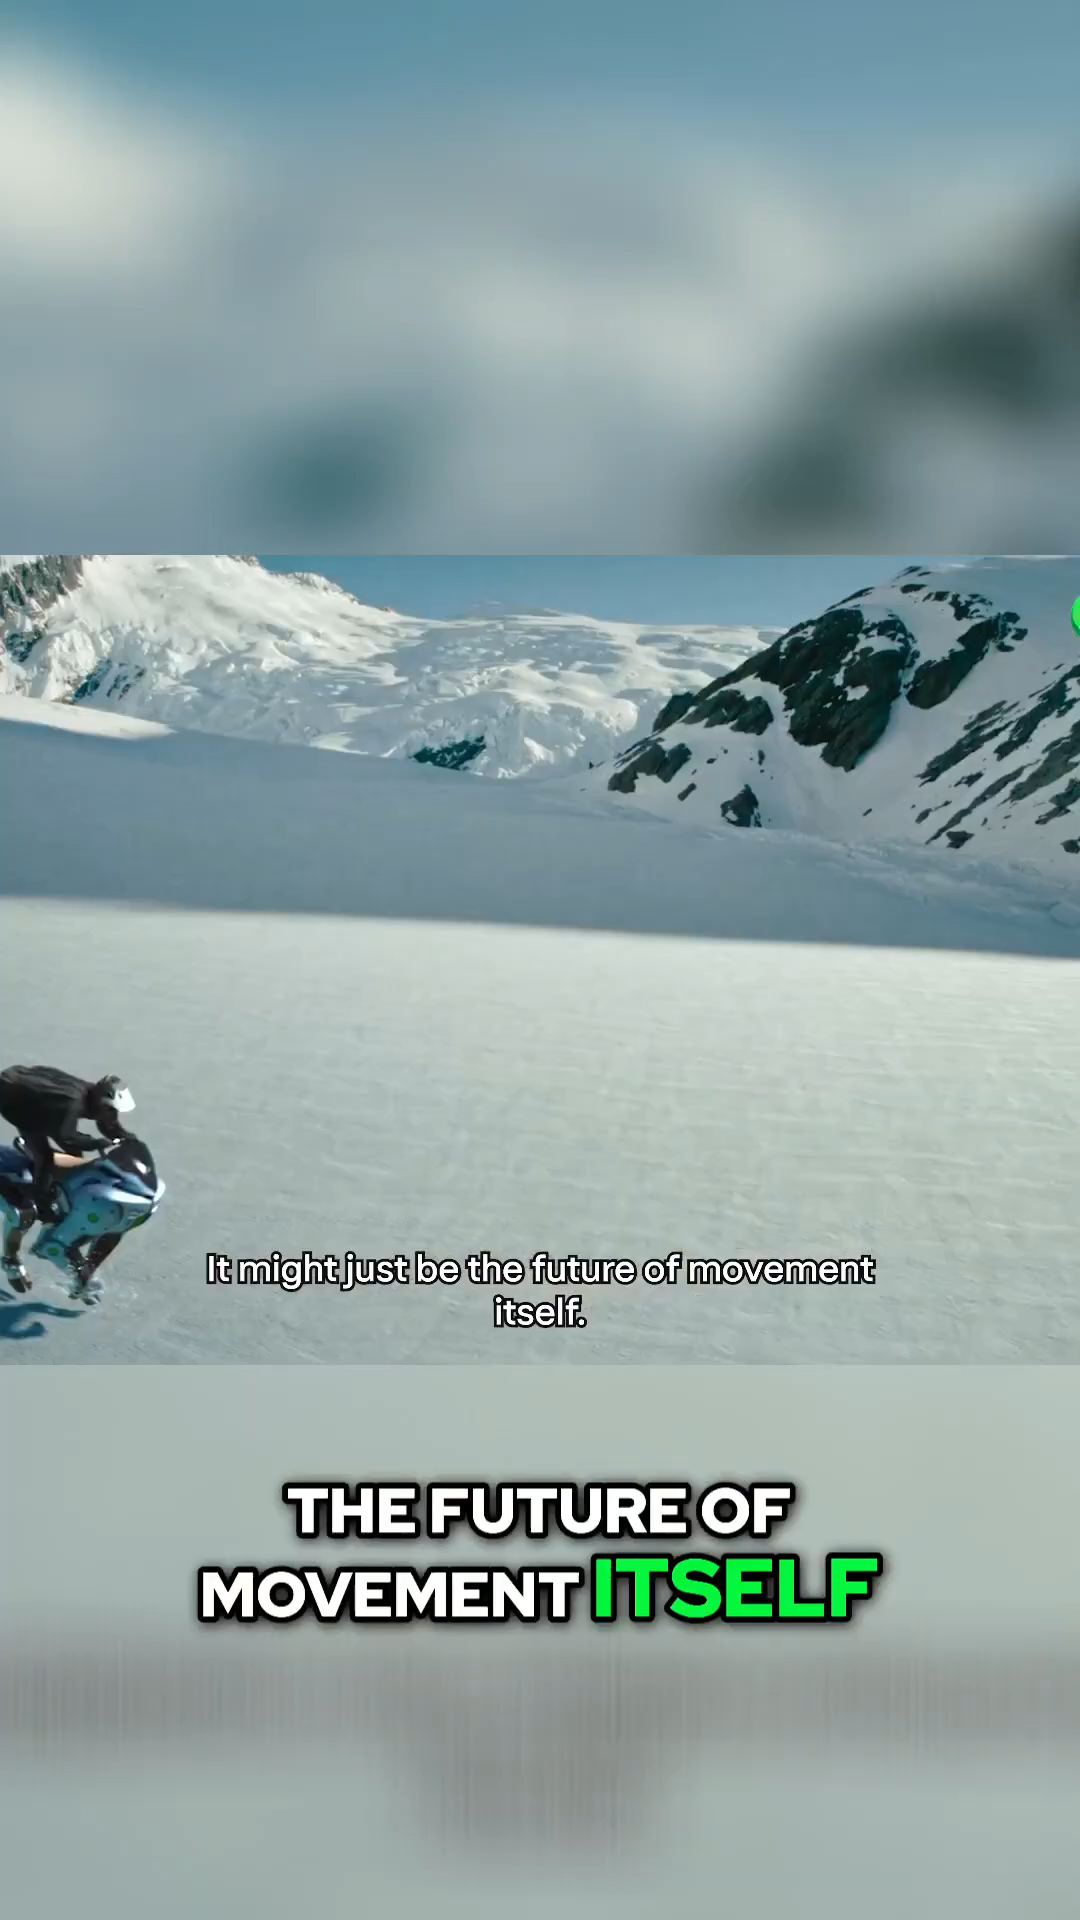 It might just be the future of movement
itself.
THE FUTURE OF
MOVEMENT ITSELF